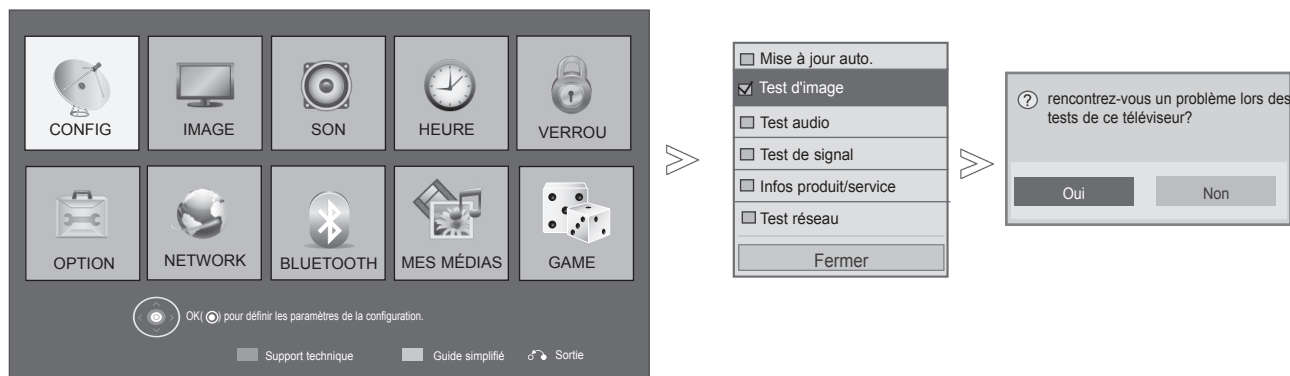 CONFIG
IMAGE
SON
HEURE
VERROU
OPTION
NETWORK
BLUETOOTH
MES MÉDIAS
GAME
OK(◉) pour définir les paramètres de la configuration.
Support technique
Guide simplifié
Sortie
Mise à jour auto.
Test d'image
Test audio
Test de signal
Infos produit/service
Test réseau
Fermer
? rencontrez-vous un problème lors des
tests de ce téléviseur?
Oui
Non